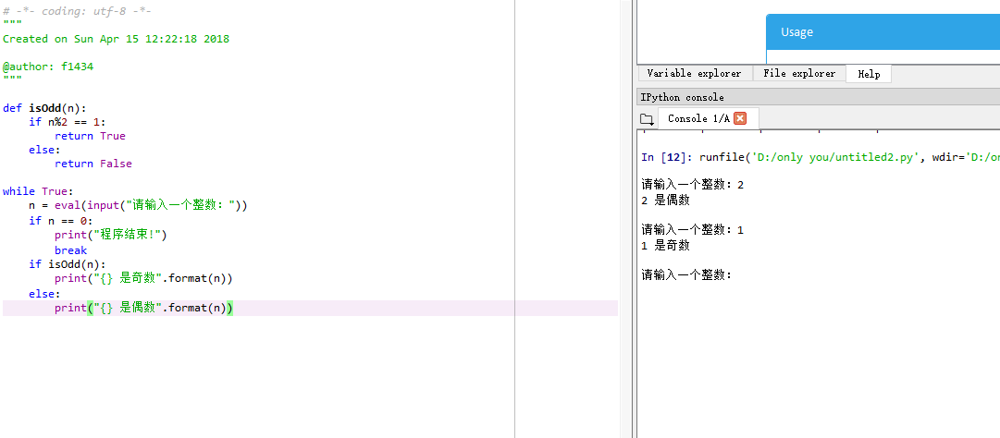 # -*- coding: utf-8 -*-
"""
Created on Sun Apr 15 12:22:18 2018
@author: f1434
"""
def isOdd(n):
    if n%2 == 1:
        return True
    else:
        return False
while True:
    n = eval(input("请输入一个整数: "))
    if n == 0:
        print("程序结束!")
        break
    if isOdd(n):
        print("{} 是奇数".format(n))
    else:
        print("{} 是偶数".format(n))
Usage
Variable explorer File explorer Help
IPython console
Console 1/A
In [12]: runfile('D:/only you/untitled2.py', wdir='D:/on
请输入一个整数: 2
2 是偶数
请输入一个整数: 1
1 是奇数
请输入一个整数: